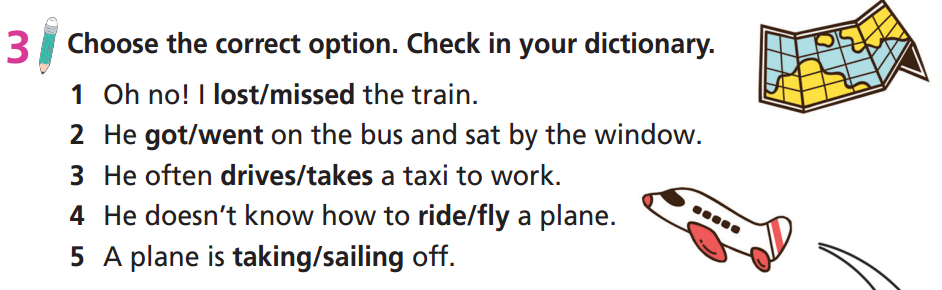 3 Choose the correct option. Check in your dictionary.
1 Oh no! I lost/missed the train.
2 He got/went on the bus and sat by the window.
3 He often drives/takes a taxi to work.
4 He doesn’t know how to ride/fly a plane.
5 A plane is taking/sailing off.